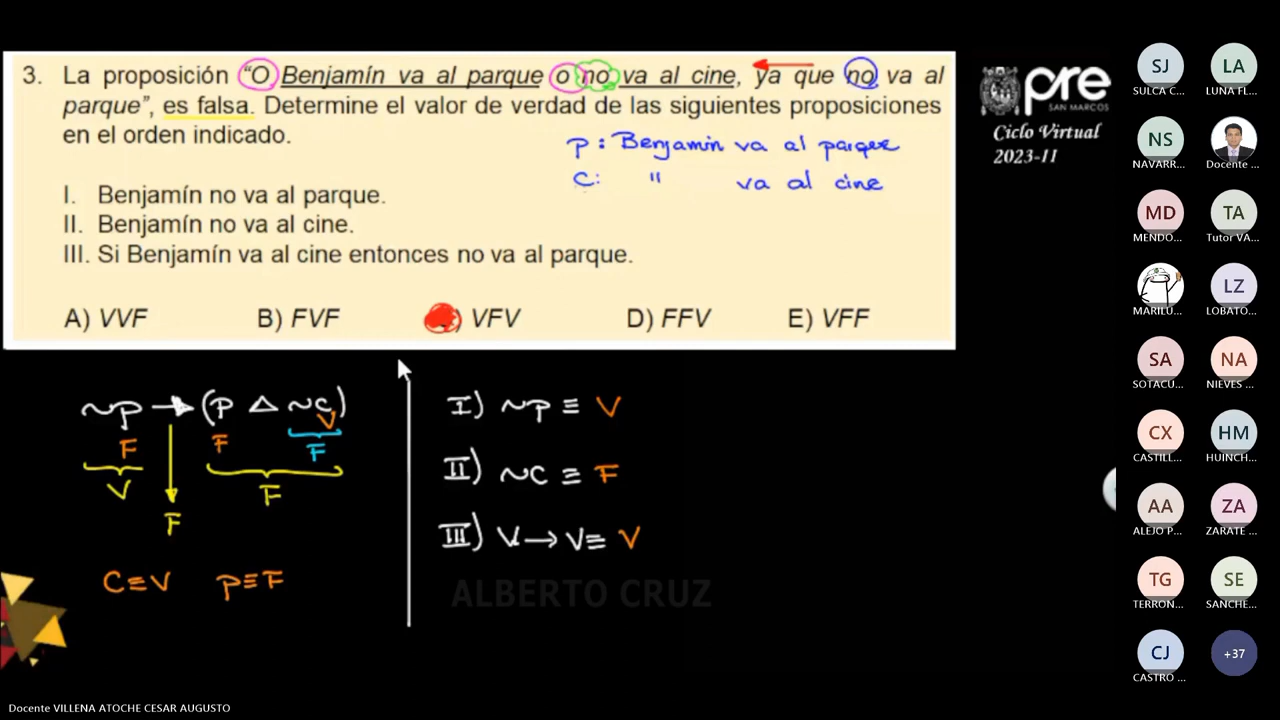 3. La proposición “O Benjamín va al parque o no va al cine, ya que no va al
parque”, es falsa. Determine el valor de verdad de las siguientes proposiciones
en el orden indicado.
p : Benjamín va al parque
C: " va al cine
I. Benjamín no va al parque.
II. Benjamín no va al cine.
III. Si Benjamín va al cine entonces no va al parque.
A) VVF B) FVF VFV D) FFV E) VFF
~p → (p Δ ~c)
F F V
V F F
F
C≡V p≡F
I) ~p ≡ V
II) ~c ≡ F
III) V → V ≡ V
ALBERTO CRUZ
pre
SAN MARCOS
Ciclo Virtual
2023-II
SJ LA
SULCA C... LUNA FL...
NS
NAVARR... Docente ...
MD TA
MENDO... Tutor VA...
LZ
MARILÚ... LOBATO...
SA NA
SOTACU... NIEVES ...
CX HM
CASTILL... HUINCH...
AA ZA
ALEJO P... ZARATE ...
TG SE
TERRON... SANCHE...
CJ +37
CASTRO ...
Docente VILLENA ATOCHE CESAR AUGUSTO